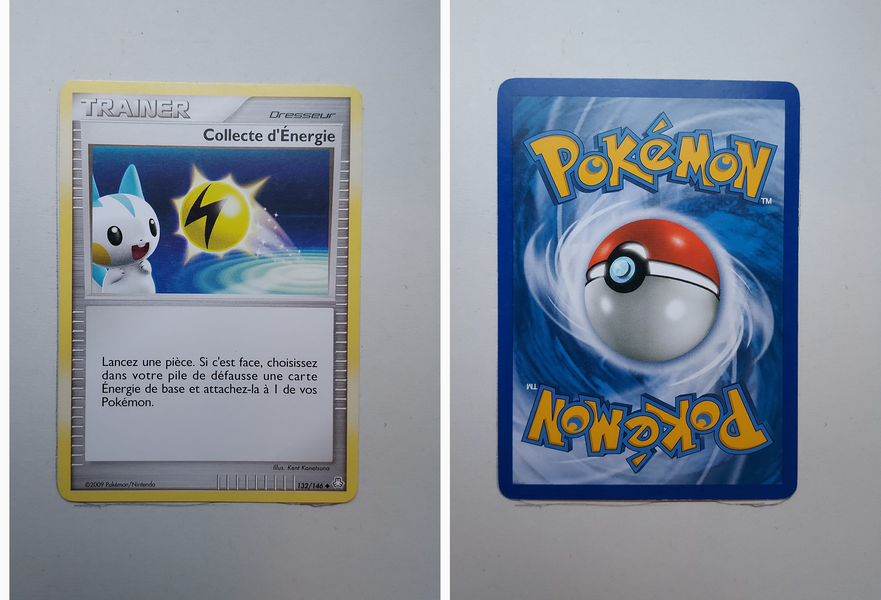 TRAINER
Dresseur
Collecte d'Énergie
Lancez une pièce. Si c'est face, choisissez
dans votre pile de défausse une carte
Énergie de base et attachez-la à 1 de vos
Pokémon.
Illus. Kent Kanetsuna
©2009 Pokémon/Nintendo
132/146
POKéMON
TM
TM
POKéMON